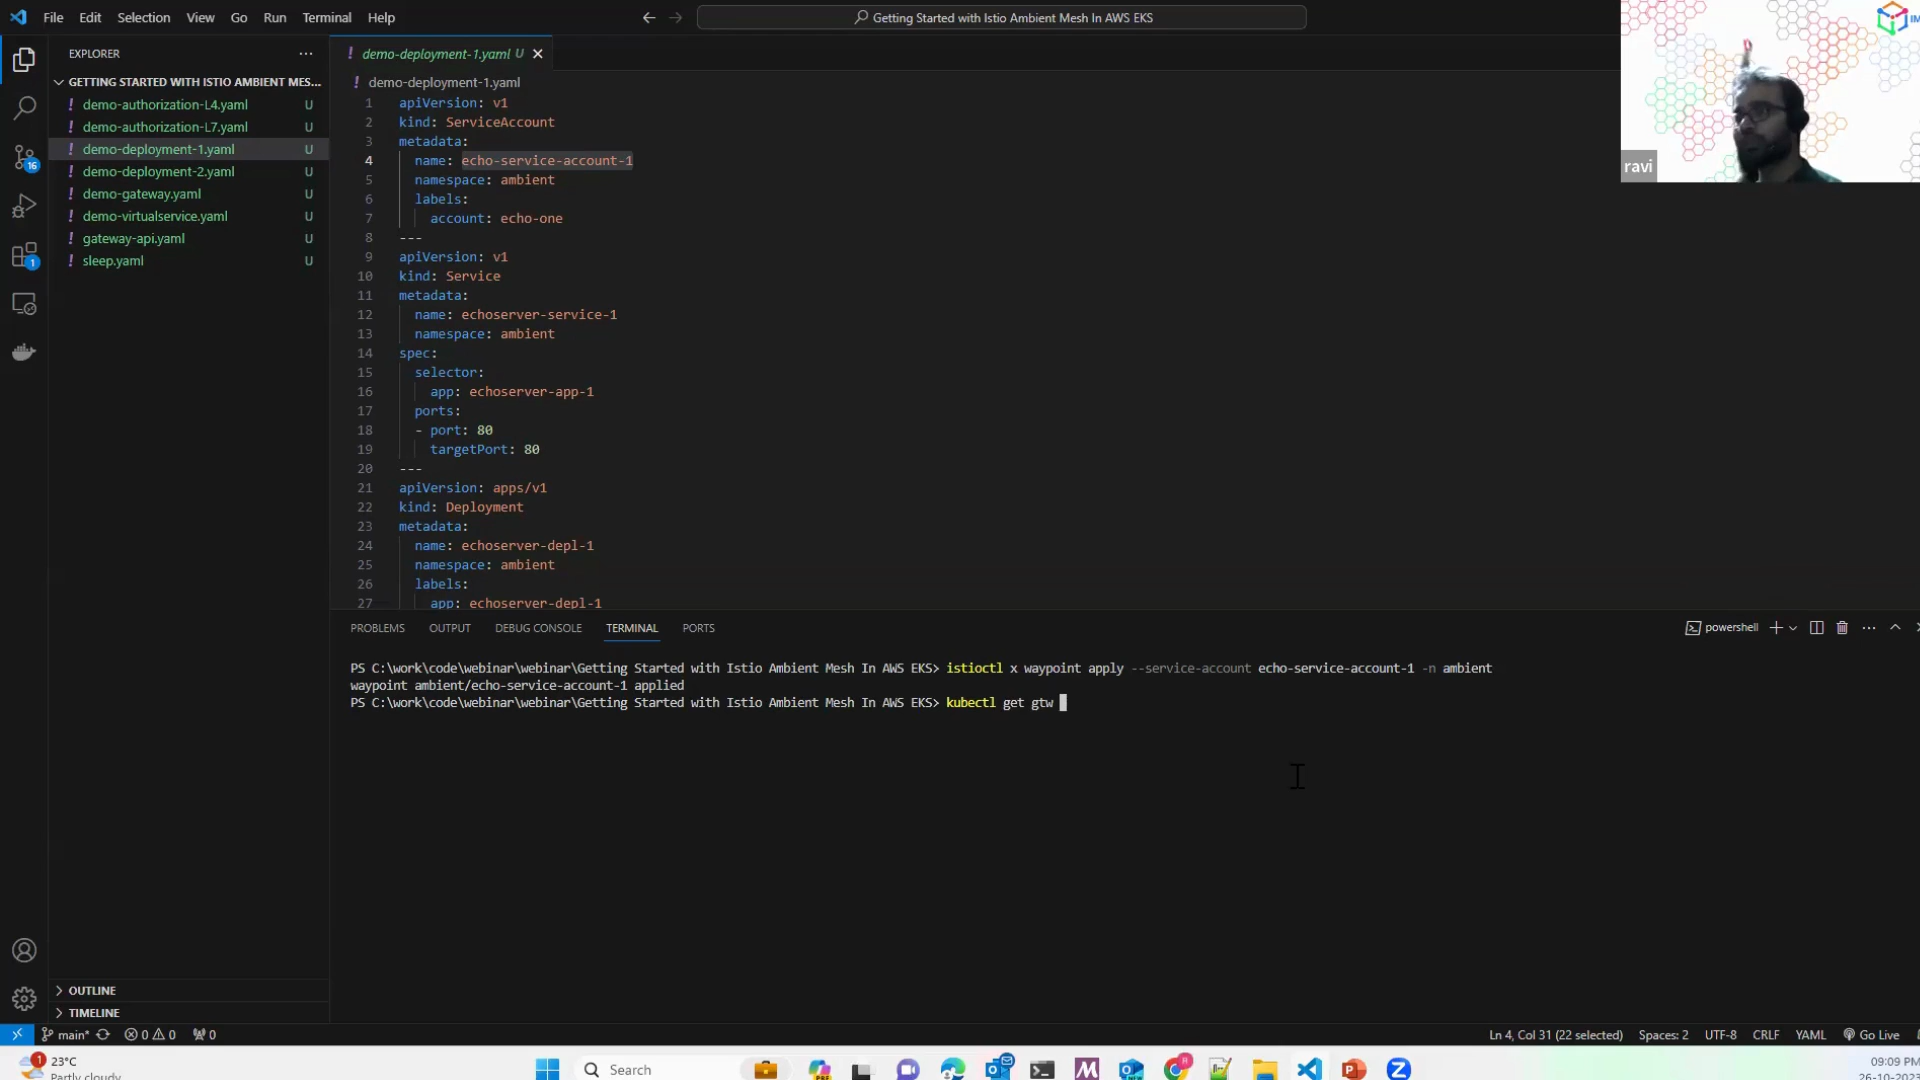 File Edit Selection View Go Run Terminal Help
Getting Started with Istio Ambient Mesh In AWS EKS
EXPLORER
GETTING STARTED WITH ISTIO AMBIENT MES...
! demo-authorization-L4.yaml U
! demo-authorization-L7.yaml U
! demo-deployment-1.yaml U
! demo-deployment-2.yaml U
! demo-gateway.yaml U
! demo-virtualservice.yaml U
! gateway-api.yaml U
! sleep.yaml U
16
1
OUTLINE
TIMELINE
! demo-deployment-1.yaml U
! demo-deployment-1.yaml
1 apiVersion: v1
2 kind: ServiceAccount
3 metadata:
4 name: echo-service-account-1
5 namespace: ambient
6 labels:
7 account: echo-one
8 ---
9 apiVersion: v1
10 kind: Service
11 metadata:
12 name: echoserver-service-1
13 namespace: ambient
14 spec:
15 selector:
16 app: echoserver-app-1
17 ports:
18 - port: 80
19 targetPort: 80
20 ---
21 apiVersion: apps/v1
22 kind: Deployment
23 metadata:
24 name: echoserver-depl-1
25 namespace: ambient
26 labels:
27 app: echoserver-depl-1
ravi
PROBLEMS OUTPUT DEBUG CONSOLE TERMINAL PORTS
powershell
PS C:\work\code\webinar\webinar\Getting Started with Istio Ambient Mesh In AWS EKS> istioctl x waypoint apply --service-account echo-service-account-1 -n ambient
waypoint ambient/echo-service-account-1 applied
PS C:\work\code\webinar\webinar\Getting Started with Istio Ambient Mesh In AWS EKS> kubectl get gtw
main* 0 0 0
Ln 4, Col 31 (22 selected) Spaces: 2 UTF-8 CRLF YAML Go Live
1
23°C
Partly cloudy
Search
09:09 PM